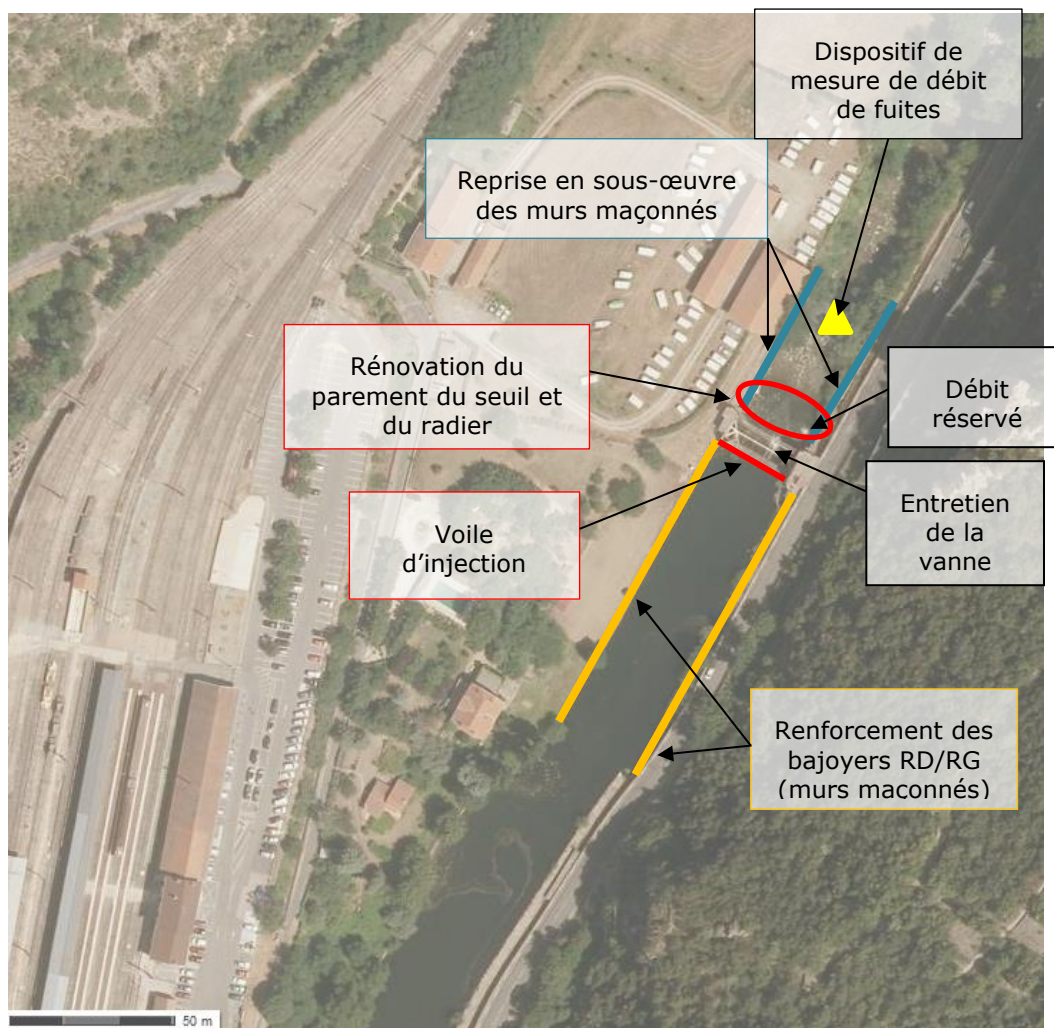 Dispositif de
mesure de débit
de fuites
Reprise en sous-œuvre
des murs maçonnés
Rénovation du
parement du seuil et
du radier
Débit
réservé
Voile
d'injection
Entretien
de la
vanne
Renforcement des
bajoyers RD/RG
(murs maçonnés)
50 m